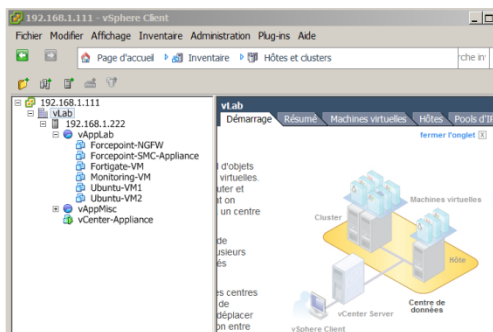 192.168.1.111 - vSphere Client
Fichier Modifier Affichage Inventaire Administration Plug-ins Aide
Page d'accueil Inventaire Hôtes et clusters
192.168.1.111
vLab
192.168.1.222
vAppLab
Forcepoint-NGFW
Forcepoint-SMC-Appliance
Fortigate-VM
Monitoring-VM
Ubuntu-VM1
Ubuntu-VM2
vAppMisc
vCenter-Appliance
vLab
Démarrage Résumé Machines virtuelles Hôtes Pools d'IP
fermer l'onglet
d'objets
virtuelles.
uter et
on
un centre
de
usieurs
és
es centres
de
déplacer
on entre
Machines virtuelles
Cluster
Hôte
vCenter Server
Centre de
données
vSphere Client